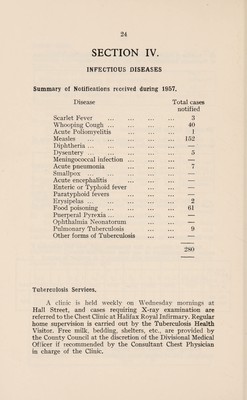 24
SECTION IV.
INFECTIOUS DISEASES
Summary of Notifications received during 1957.
Disease Total cases
notified
Scarlet Fever ... ... ... ... 3
Whooping Cough ... ... ... ... 40
Acute Poliomyelitis ... ... ... 1
Measles ... ... ... ... ... 152
Diphtheria ... ... ... ... ... —
Dysentery ... ... ... ... ... 5
Meningococcal infection ... ... ... —
Acute pneumonia ... ... ... 7
Smallpox ... ... ... ... ... —
Acute encephalitis ... ... ... —
Enteric or Typhoid fever ... ... —
Paratyphoid fevers ... ... ... —
Erysipelas ... ... ... ... ... 2
Food poisoning ... ... ... ... 61
Puerperal Pyrexia ... ... ... ... —
Ophthalmia Neonatorum ... ... —
Pulmonary Tuberculosis ... ... 9
Other forms of Tuberculosis ... ... —
280
Tuberculosis Services.
A clinic is held weekly on Wednesday mornings at
Hall Street, and cases requiring X-ray examination are
referred to the Chest Clinic at Halifax Royal Infirmary. Regular
home supervision is carried out by the Tuberculosis Health
Visitor. Free milk, bedding, shelters, etc., are provided by
the County Council at the discretion of the Divisional Medical
Officer if recommended by the Consultant Chest Physician
in charge of the Clinic.